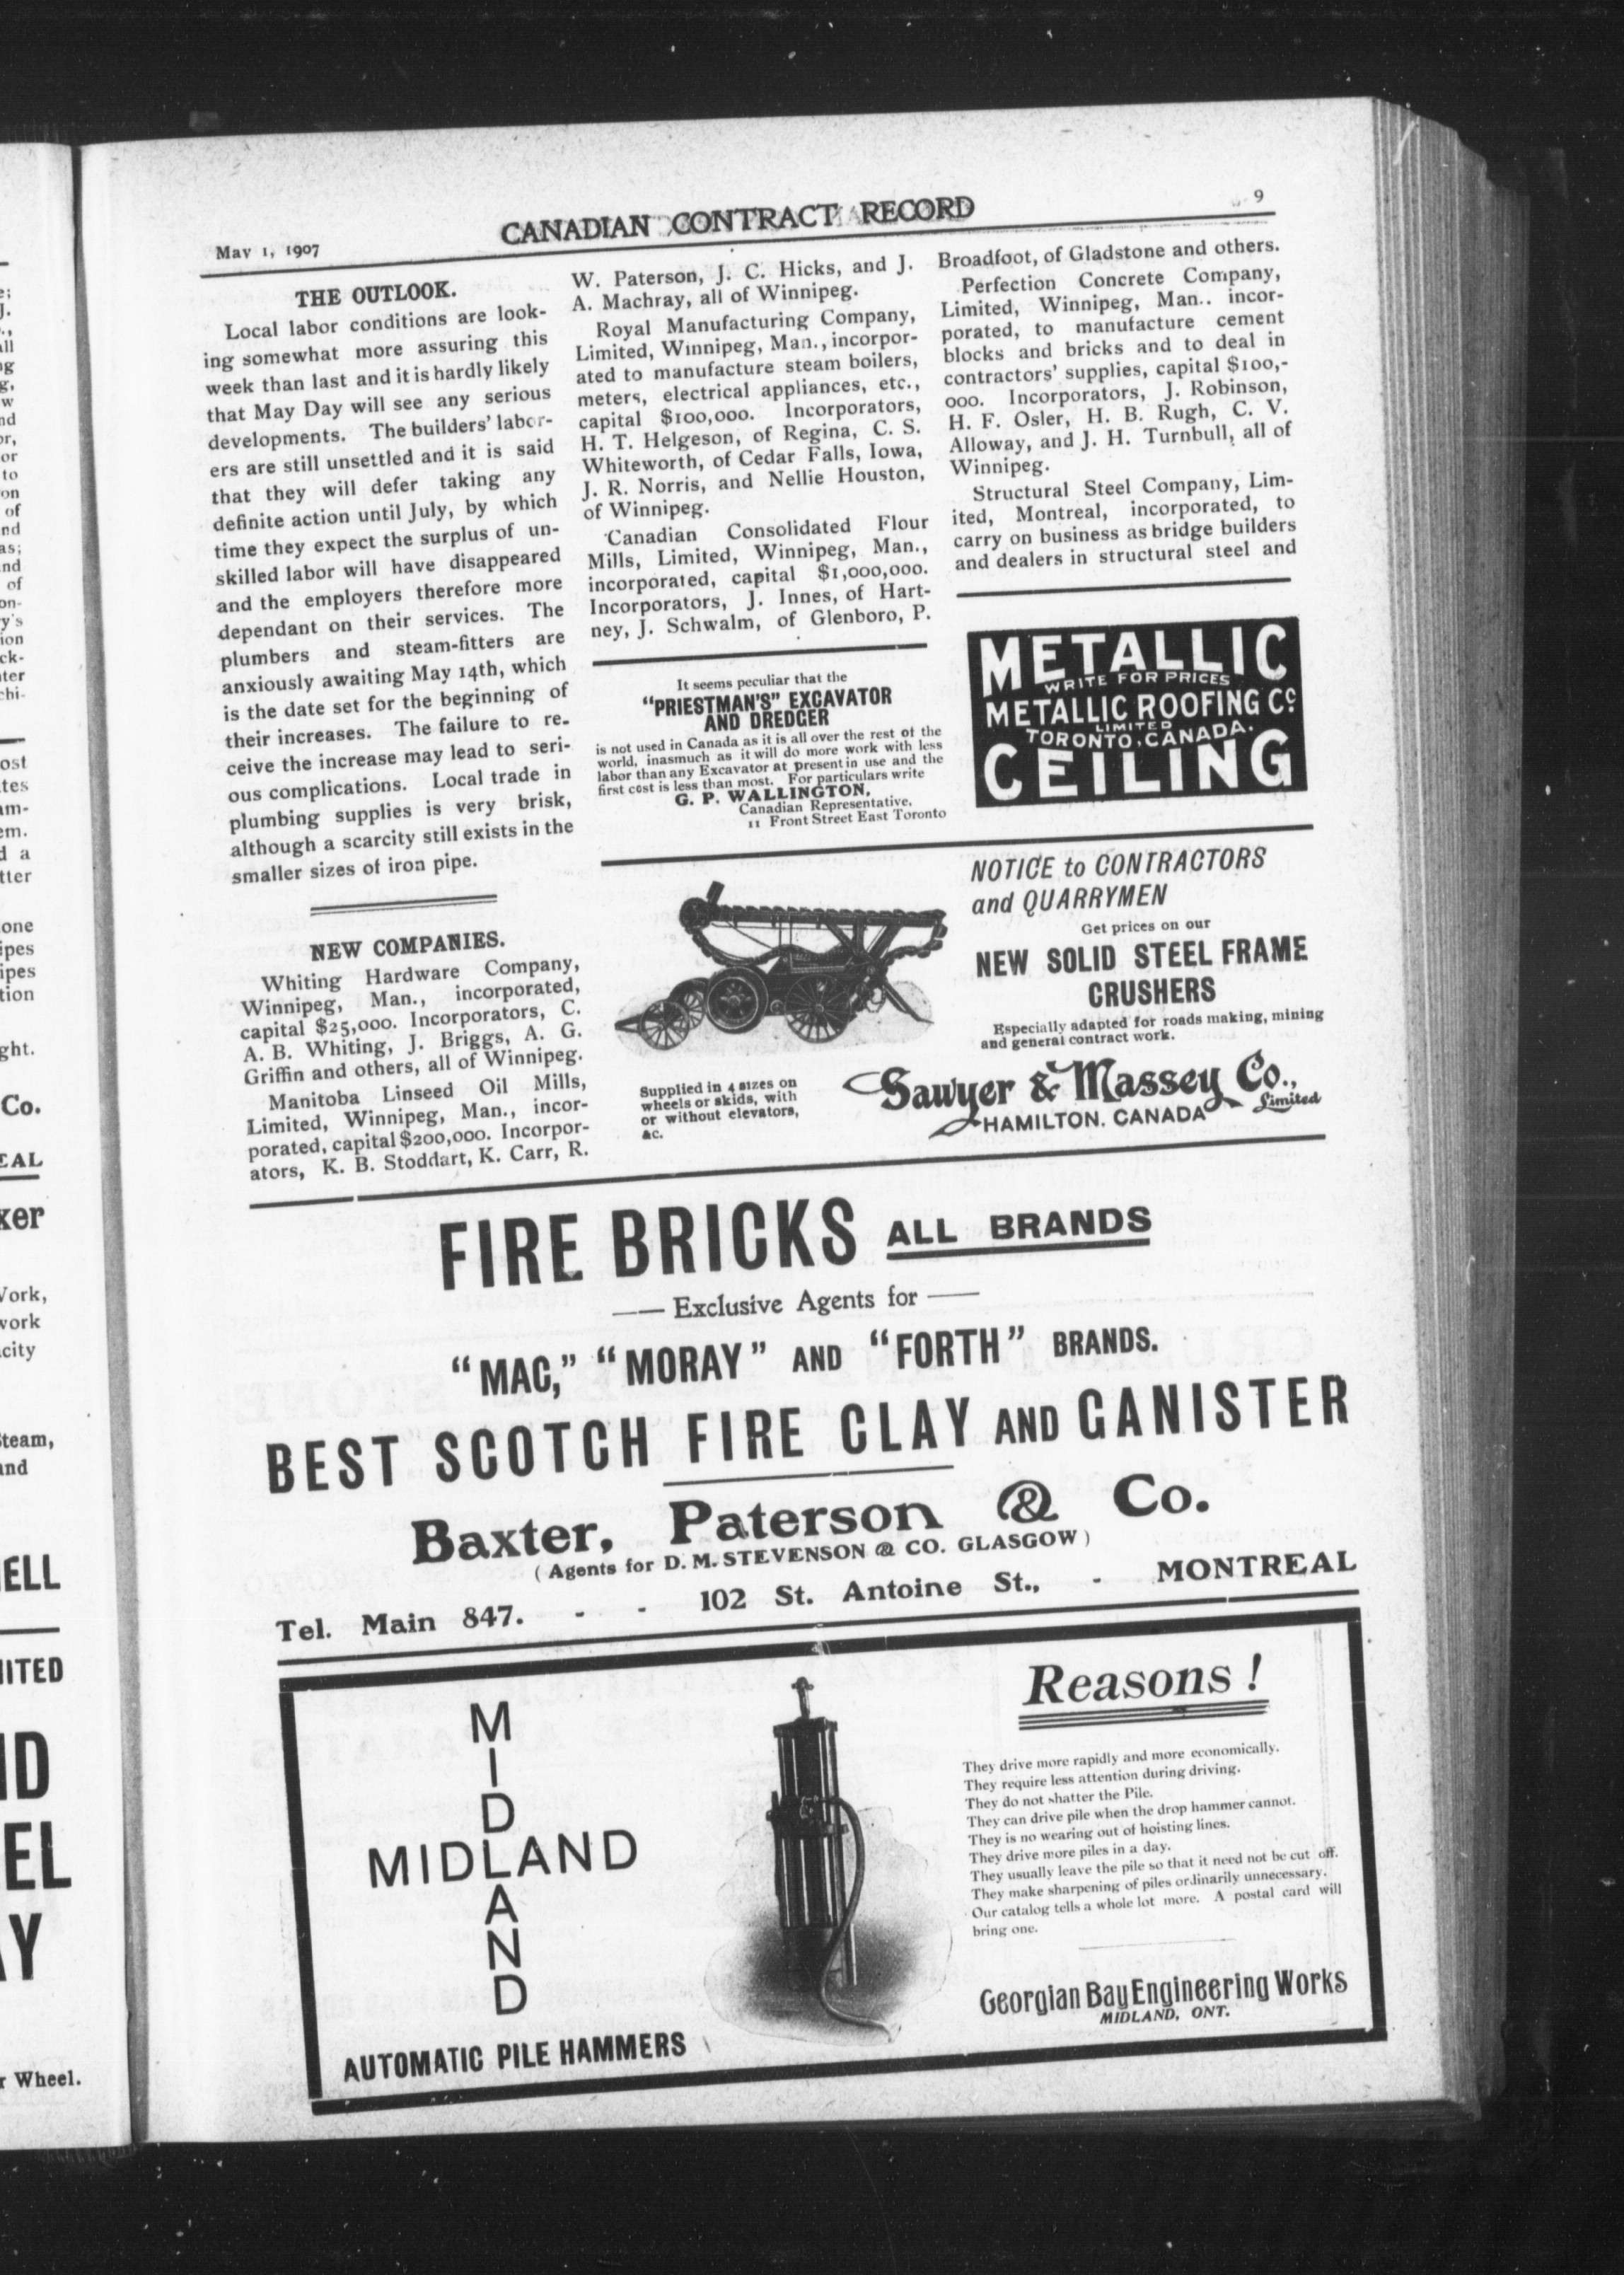 May 1, 1907
CANADIAN CONTRACT RECORD
9
THE OUTLOOK.
Local labor conditions are look-
ing somewhat more assuring this
week than last and it is hardly likely
that May Day will see any serious
developments. The builders' labor-
ers are still unsettled and it is said
that they will defer taking any
definite action until July, by which
time they expect the surplus of un-
skilled labor will have disappeared
and the employers therefore more
dependant on their services. The
plumbers and steam-fitters are
anxiously awaiting May 14th, which
is the date set for the beginning of
their increases. The failure to re-
ceive the increase may lead to seri-
ous complications. Local trade in
plumbing supplies is very brisk,
although a scarcity still exists in the
smaller sizes of iron pipe.
NEW COMPANIES.
Whiting Hardware Company,
Winnipeg, Man., incorporated,
capital $25,000. Incorporators, C.
A. B. Whiting, J. Briggs, A. G.
Griffin and others, all of Winnipeg.
Manitoba Linseed Oil Mills,
Limited, Winnipeg, Man., incor-
porated, capital $200,000. Incorpor-
ators, K. B. Stoddart, K. Carr, R.
W. Paterson, J. C. Hicks, and J.
A. Machray, all of Winnipeg.
Royal Manufacturing Company,
Limited, Winnipeg, Man., incorpor-
ated to manufacture steam boilers,
meters, electrical appliances, etc.,
capital $100,000. Incorporators,
H. T. Helgeson, of Regina, C. S.
Whiteworth, of Cedar Falls, Iowa,
J. R. Norris, and Nellie Houston,
of Winnipeg.
Canadian Consolidated Flour
Mills, Limited, Winnipeg, Man.,
incorporated, capital $1,000,000.
Incorporators, J. Innes, of Hart-
ney, J. Schwalm, of Glenboro, P.
Broadfoot, of Gladstone and others.
Perfection Concrete Company,
Limited, Winnipeg, Man.. incor-
porated, to manufacture cement
blocks and bricks and to deal in
contractors' supplies, capital $100,-
000. Incorporators, J. Robinson,
H. F. Osler, H. B. Rugh, C. V.
Alloway, and J. H. Turnbull, all of
Winnipeg.
Structural Steel Company, Lim-
ited, Montreal, incorporated, to
carry on business as bridge builders
and dealers in structural steel and
It seems peculiar that the
"PRIESTMAN'S" EXCAVATOR
AND DREDGER
is not used in Canada as it is all over the rest of the
world, inasmuch as it will do more work with less
labor than any Excavator at present in use and the
first cost is less than most. For particulars write
G. P. WALLINGTON,
Canadian Representative,
11 Front Street East Toronto
METALLIC
WRITE FOR PRICES
METALLIC ROOFING Co.
LIMITED
TORONTO, CANADA.
CEILING
NOTICE to CONTRACTORS
and QUARRYMEN
Get prices on our
NEW SOLID STEEL FRAME
CRUSHERS
Especially adapted for roads making, mining
and general contract work.
Supplied in 4 sizes on
wheels or skids, with
or without elevators,
&c.
Sawyer & Massey Co.,
Limited
HAMILTON, CANADA
FIRE BRICKS ALL BRANDS
—— Exclusive Agents for ——
"MAC," "MORAY" AND "FORTH" BRANDS.
BEST SCOTCH FIRE CLAY AND GANISTER
Baxter, Paterson & Co.
(Agents for D. M. STEVENSON & CO. GLASGOW)
Tel. Main 847. - - 102 St. Antoine St., - MONTREAL
M
I
D
MIDLAND
A
N
D
AUTOMATIC PILE HAMMERS
Reasons!
They drive more rapidly and more economically.
They require less attention during driving.
They do not shatter the Pile.
They can drive pile when the drop hammer cannot.
They is no wearing out of hoisting lines.
They drive more piles in a day.
They usually leave the pile so that it need not be cut off.
They make sharpening of piles ordinarily unnecessary.
Our catalog tells a whole lot more. A postal card will
bring one.
Georgian Bay Engineering Works
MIDLAND, ONT.